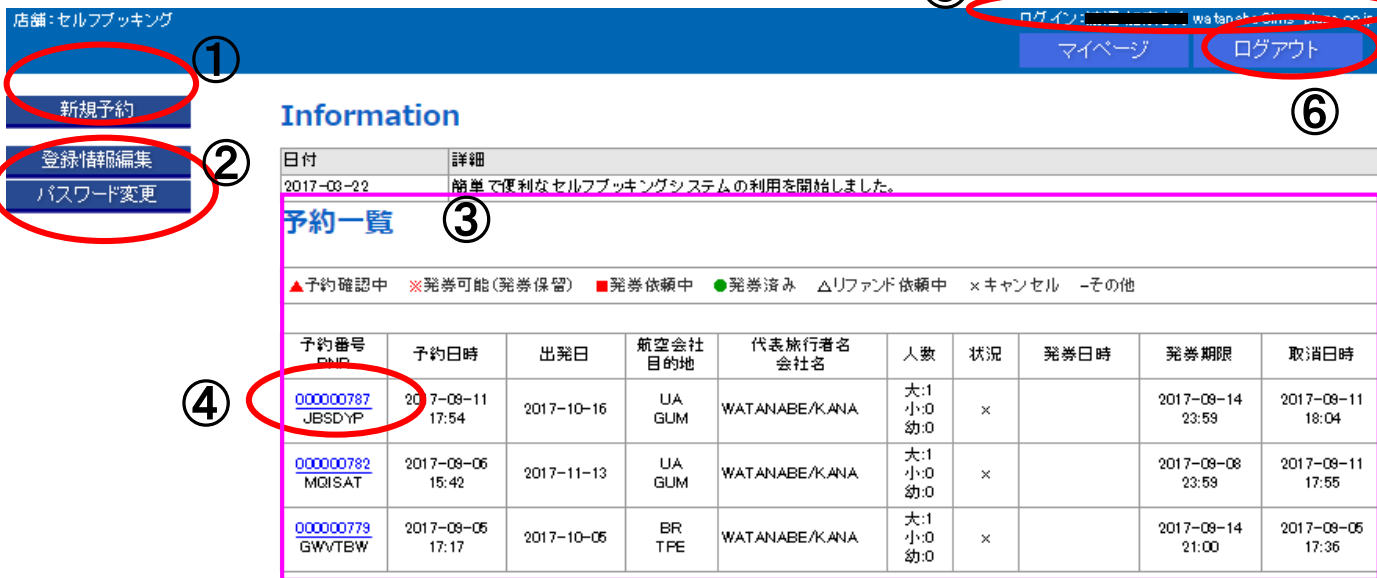 店舗:セルフブッキング
ログイン: watanabe@ims-plaza.co.jp
マイページ ログアウト
①
新規予約
⑥
Information
②
登録情報編集
パスワード変更
日付 詳細
2017-03-22 簡単で便利なセルフブッキングシステムの利用を開始しました。
予約一覧
③
▲予約確認中 ※発券可能(発券保留) ■発券依頼中 ●発券済み △リファンド依頼中 ×キャンセル -その他
予約番号 PNR 予約日時 出発日 航空会社 目的地 代表旅行者名 会社名 人数 状況 発券日時 発券期限 取消日時
④
000000787 JBSDYP 2017-09-11 17:54 2017-10-16 UA GUM WATANABE/KANA 大:1 小:0 幼:0 × 2017-09-14 23:59 2017-09-11 18:04
000000782 MQISAT 2017-09-06 15:42 2017-11-13 UA GUM WATANABE/KANA 大:1 小:0 幼:0 × 2017-09-08 23:59 2017-09-11 17:55
000000779 GWVTBW 2017-09-05 17:17 2017-10-05 BR TPE WATANABE/KANA 大:1 小:0 幼:0 × 2017-09-14 21:00 2017-09-05 17:36